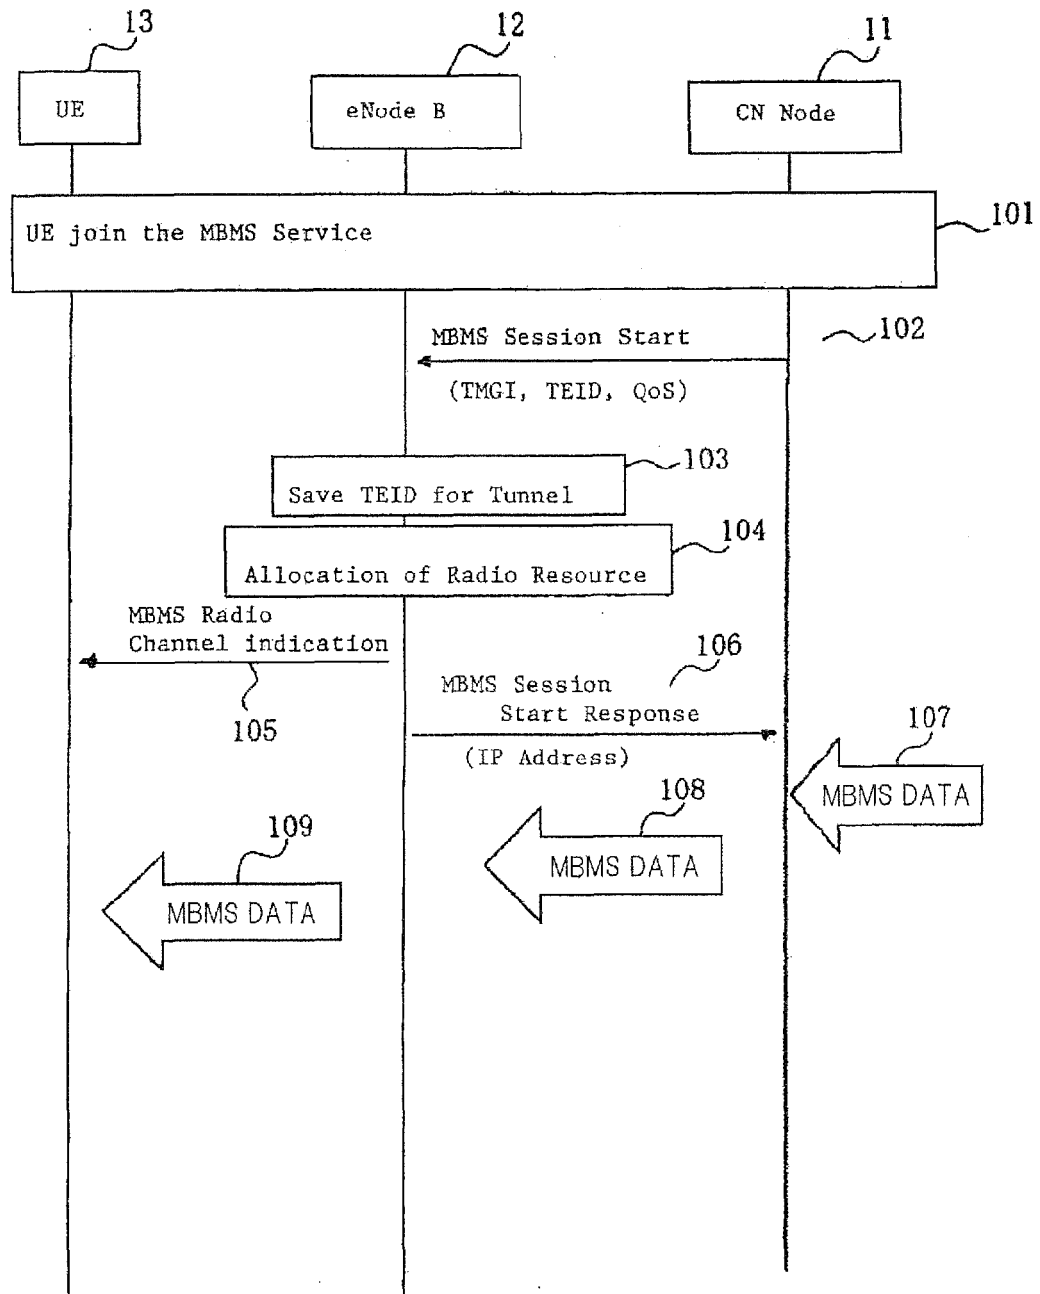 13
12
11
UE
eNode B
CN Node
UE join the MBMS Service
101
MBMS Session Start
102
(TMGI, TEID, QoS)
Save TEID for Tunnel
103
Allocation of Radio Resource
104
MBMS Radio
Channel indication
105
106
MBMS Session
Start Response
(IP Address)
107
MBMS DATA
108
MBMS DATA
109
MBMS DATA